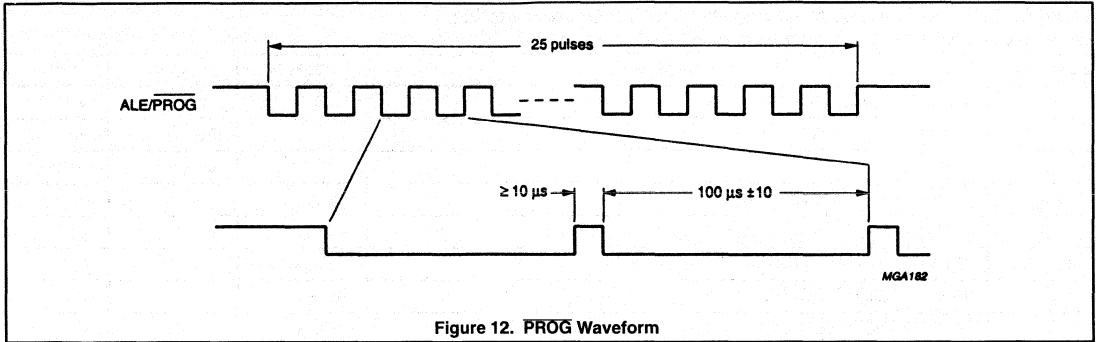 25 pulses
ALE/PROG
≥ 10 μs
100 μs ±10
MGA182
Figure 12. PROG Waveform